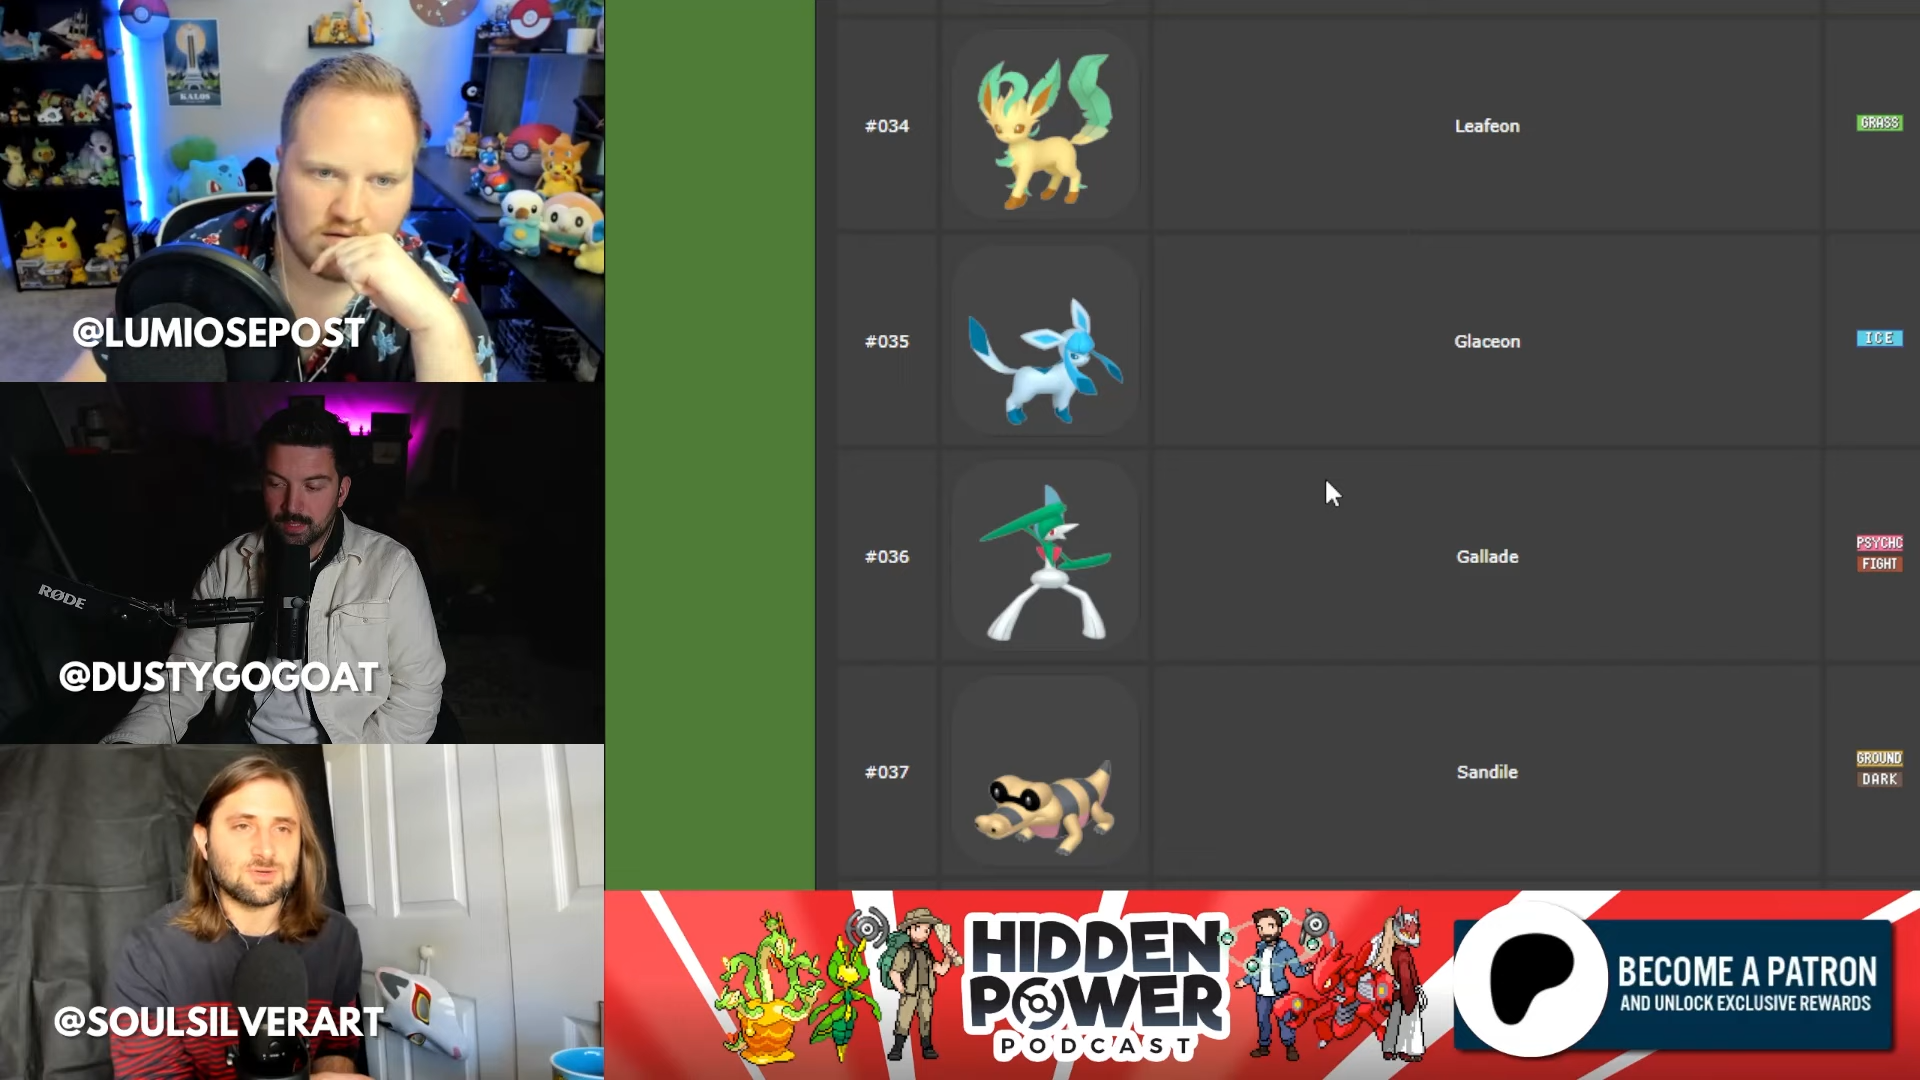 KALOS
@LUMIOSEPOST
RØDE
@DUSTYGOGOAT
@SOULSILVERART
#034
Leafeon
GRASS
#035
Glaceon
ICE
#036
Gallade
PSYCHC
FIGHT
#037
Sandile
GROUND
DARK
HIDDEN
POWER
PODCAST
BECOME A PATRON
AND UNLOCK EXCLUSIVE REWARDS